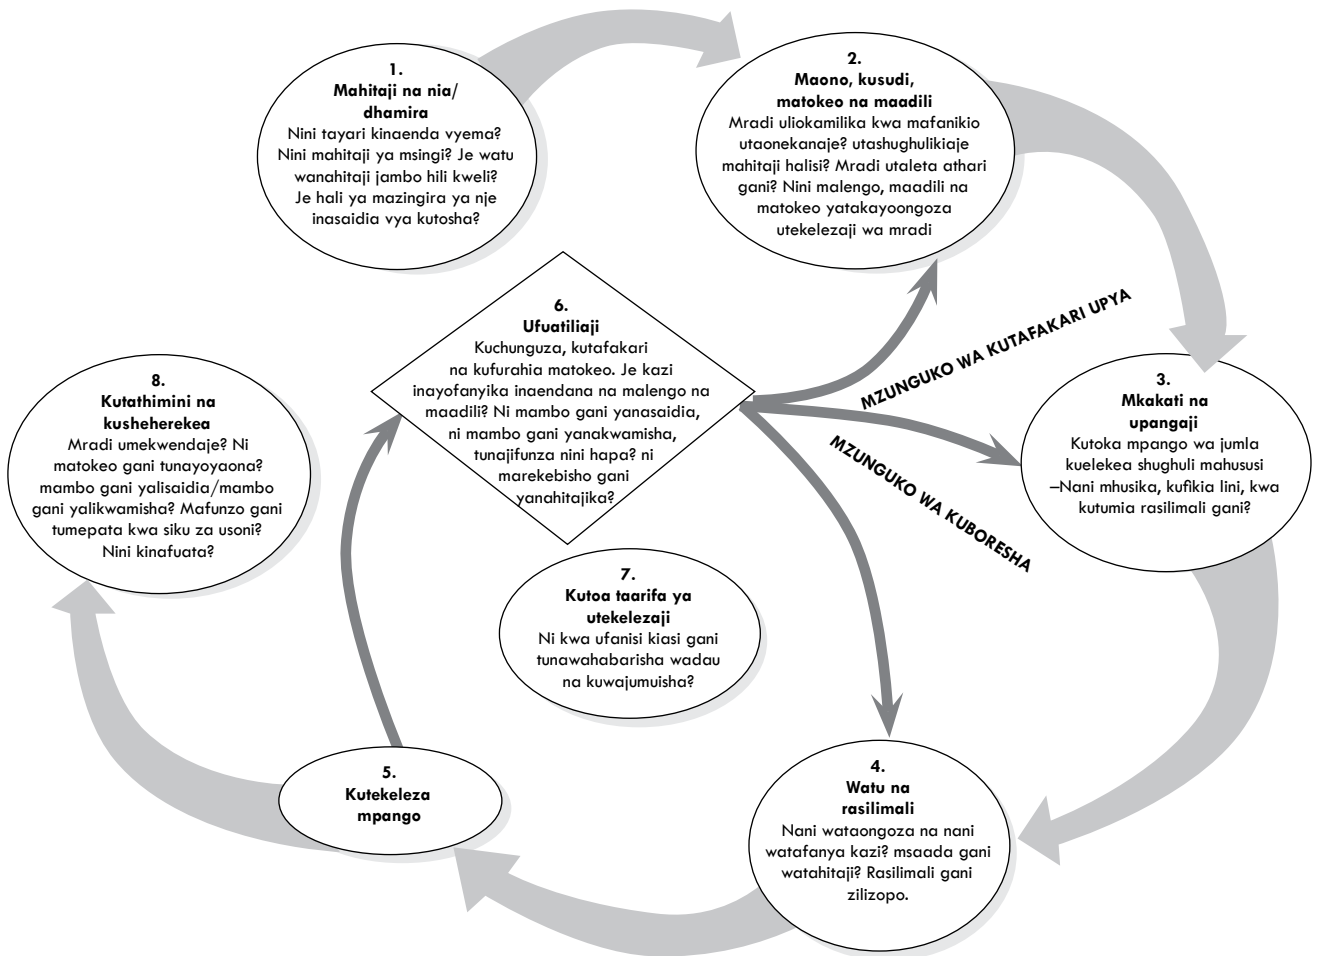 1.
Mahitaji na nia/
dhamira
Nini tayari kinaenda vyema?
Nini mahitaji ya msingi? Je watu
wanahitaji jambo hili kweli?
Je hali ya mazingira ya nje
inasaidia vya kutosha?
2.
Maono, kusudi,
matokeo na maadili
Mradi uliokamilika kwa mafanikio
utaonekanaje? utashughulikiaje
mahitaji halisi? Mradi utaleta athari
gani? Nini malengo, maadili na
matokeo yatakayoongoza
utekelezaji wa mradi
3.
Mkakati na
upangaji
Kutoka mpango wa jumla
kuelekea shughuli mahususi
–Nani mhusika, kufikia lini, kwa
kutumia rasilimali gani?
4.
Watu na
rasilimali
Nani wataongoza na nani
watafanya kazi? msaada gani
watahitaji? Rasilimali gani
zilizopo.
5.
Kutekeleza
mpango
6.
Ufuatiliaji
Kuchunguza, kutafakari
na kufurahia matokeo. Je kazi
inayofanyika inaendana na malengo na
maadili? Ni mambo gani yanasaidia,
ni mambo gani yanakwamisha,
tunajifunza nini hapa? ni
marekebisho gani
yanahitajika?
MZUNGUKO WA KUTAFAKARI UPYA
MZUNGUKO WA KUBORESHA
7.
Kutoa taarifa ya
utekelezaji
Ni kwa ufanisi kiasi gani
tunawahabarisha wadau
na kuwajumuisha?
8.
Kutathimini na
kusheherekea
Mradi umekwendaje? Ni
matokeo gani tunayoyaona?
mambo gani yalisaidia/mambo
gani yalikwamisha? Mafunzo gani
tumepata kwa siku za usoni?
Nini kinafuata?